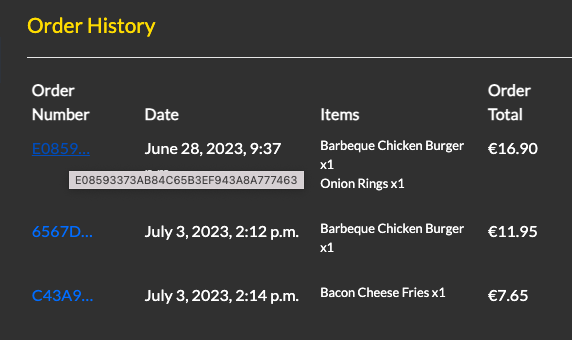 Order History
Order Number Date Items Order Total
E0859... June 28, 2023, 9:37 Barbeque Chicken Burger x1 €16.90
Onion Rings x1
E08593373AB84C65B3EF943A8A777463
6567D... July 3, 2023, 2:12 p.m. Barbeque Chicken Burger x1 €11.95
C43A9... July 3, 2023, 2:14 p.m. Bacon Cheese Fries x1 €7.65